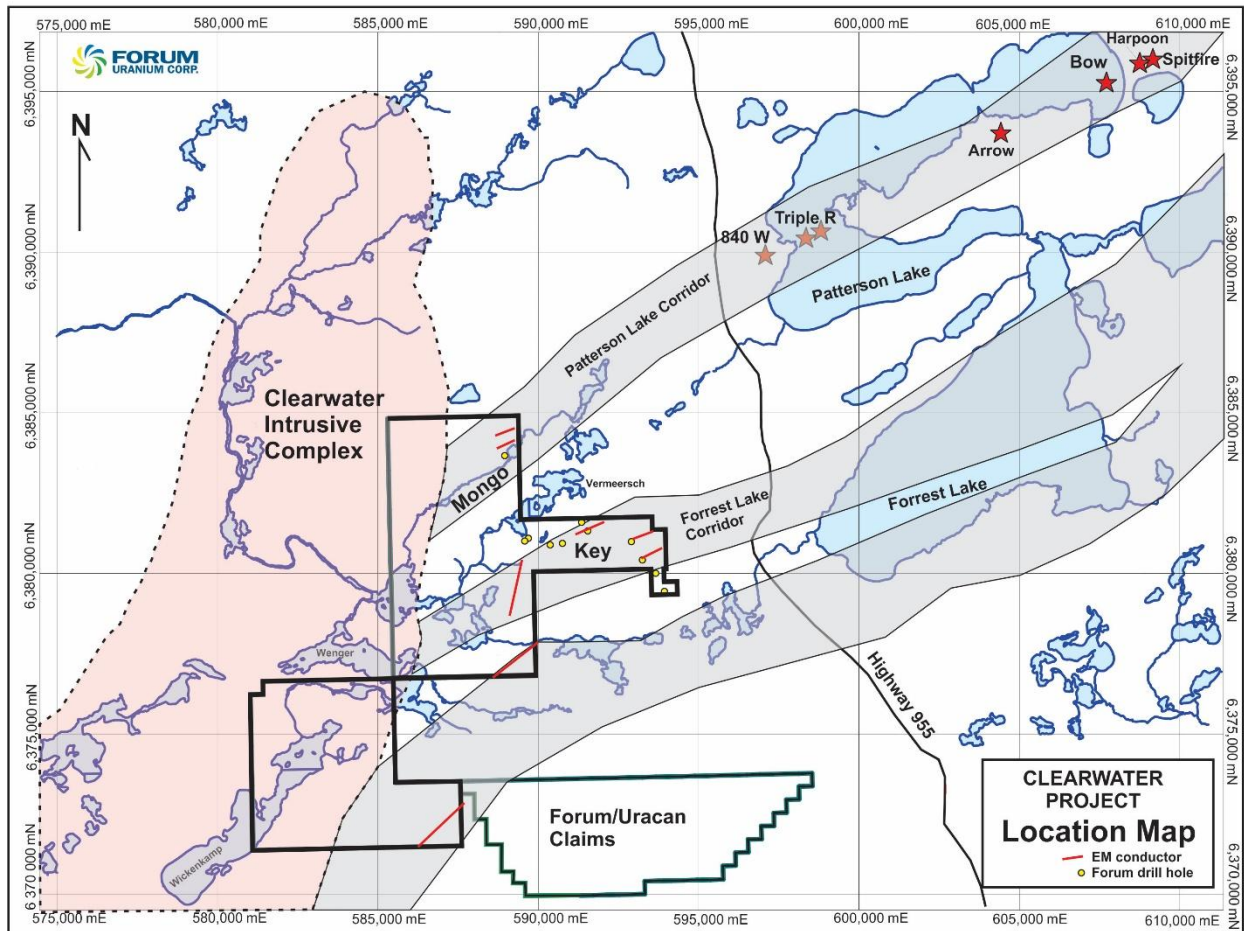 575,000 mE
580,000 mE
585,000 mE
590,000 mE
595,000 mE
600,000 mE
605,000 mE
610,000 mE
FORUM
URANIUM CORP.
Harpoon
Spitfire
Bow
6,395,000 mN
6,395,000 mN
N
Arrow
Triple R
840 W
6,390,000 mN
6,390,000 mN
Patterson Lake
Patterson Lake Corridor
Clearwater
Intrusive
Complex
6,385,000 mN
6,385,000 mN
Mongo
Vermeersch
Forrest Lake
Corridor
Forrest Lake
Key
6,380,000 mN
6,380,000 mN
Wenger
Highway 955
6,375,000 mN
6,375,000 mN
Forum/Uracan
Claims
Wickenkamp
CLEARWATER
PROJECT
Location Map
EM conductor
Forum drill hole
6,370,000 mN
6,370,000 mN
575,000 mE
580,000 mE
585,000 mE
590,000 mE
595,000 mE
600,000 mE
605,000 mE
610,000 mE